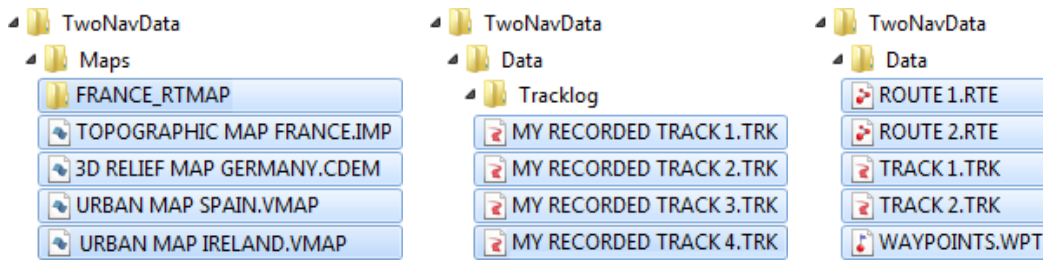 TwoNavData
Maps
FRANCE_RTMAP
TOPOGRAPHIC MAP FRANCE.IMP
3D RELIEF MAP GERMANY.CDEM
URBAN MAP SPAIN.VMAP
URBAN MAP IRELAND.VMAP
TwoNavData
Data
Tracklog
MY RECORDED TRACK 1.TRK
MY RECORDED TRACK 2.TRK
MY RECORDED TRACK 3.TRK
MY RECORDED TRACK 4.TRK
TwoNavData
Data
ROUTE 1.RTE
ROUTE 2.RTE
TRACK 1.TRK
TRACK 2.TRK
WAYPOINTS.WPT